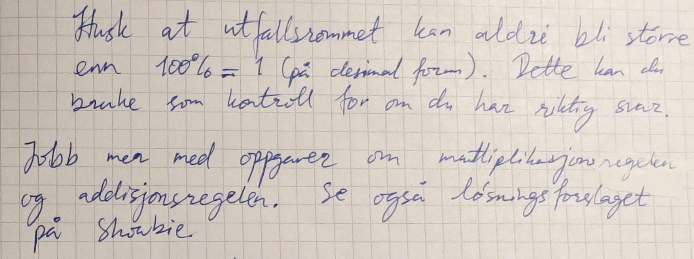 Husk at utfallsrommet kan aldri bli større
enn 100% = 1 (på desimal form). Dette kan du
bruke som kontroll for om du har riktig svar.
Jobb mer med oppgaver om multiplikasjonsregelen
og addisjonsregelen. Se også løsningsforslaget
på Showbie